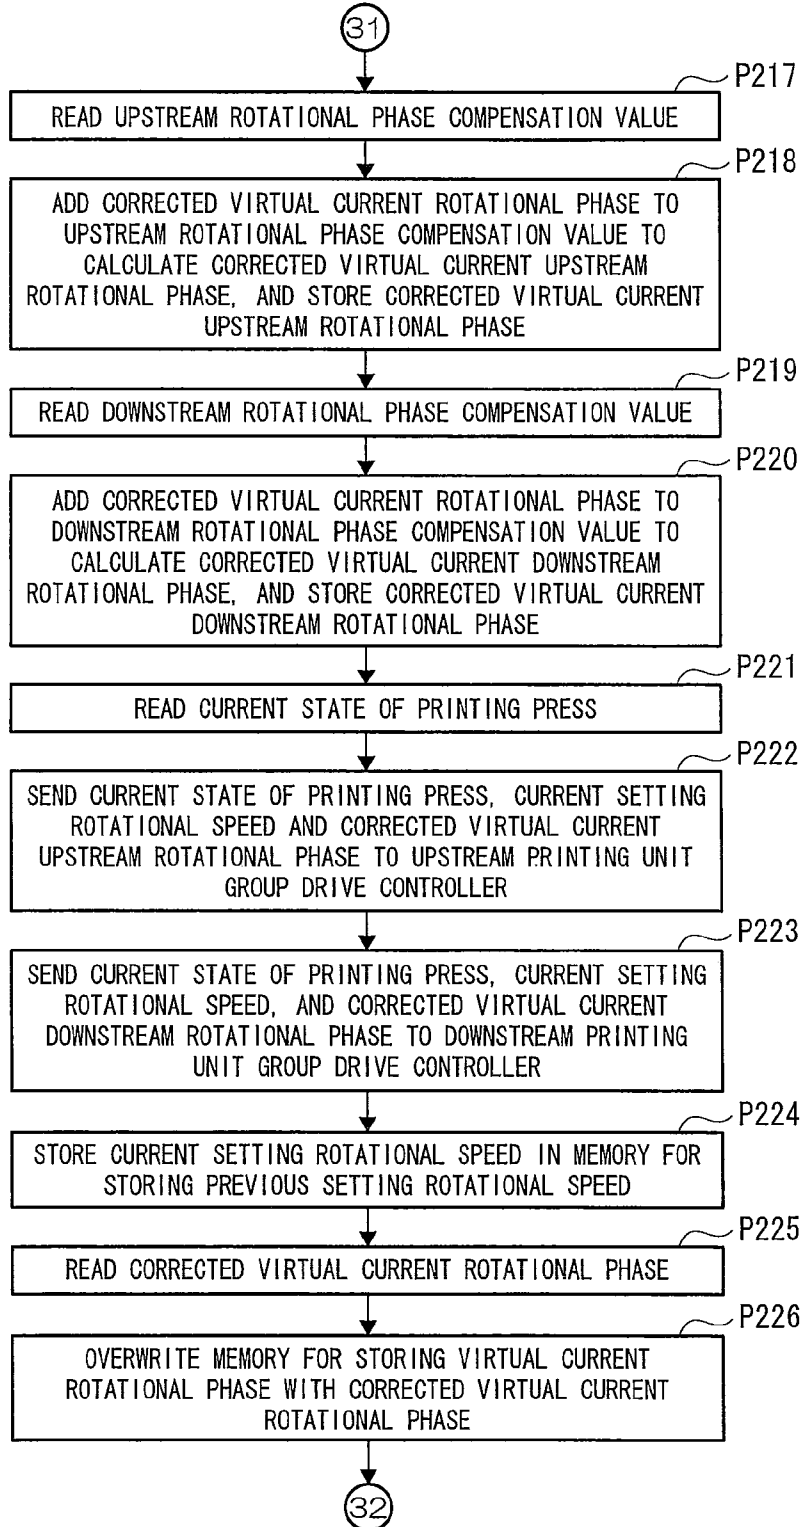 31
P217
READ UPSTREAM ROTATIONAL PHASE COMPENSATION VALUE
P218
ADD CORRECTED VIRTUAL CURRENT ROTATIONAL PHASE TO
UPSTREAM ROTATIONAL PHASE COMPENSATION VALUE TO
CALCULATE CORRECTED VIRTUAL CURRENT UPSTREAM
ROTATIONAL PHASE, AND STORE CORRECTED VIRTUAL CURRENT
UPSTREAM ROTATIONAL PHASE
P219
READ DOWNSTREAM ROTATIONAL PHASE COMPENSATION VALUE
P220
ADD CORRECTED VIRTUAL CURRENT ROTATIONAL PHASE TO
DOWNSTREAM ROTATIONAL PHASE COMPENSATION VALUE TO
CALCULATE CORRECTED VIRTUAL CURRENT DOWNSTREAM
ROTATIONAL PHASE, AND STORE CORRECTED VIRTUAL CURRENT
DOWNSTREAM ROTATIONAL PHASE
P221
READ CURRENT STATE OF PRINTING PRESS
P222
SEND CURRENT STATE OF PRINTING PRESS, CURRENT SETTING
ROTATIONAL SPEED AND CORRECTED VIRTUAL CURRENT
UPSTREAM ROTATIONAL PHASE TO UPSTREAM PRINTING UNIT
GROUP DRIVE CONTROLLER
P223
SEND CURRENT STATE OF PRINTING PRESS, CURRENT SETTING
ROTATIONAL SPEED, AND CORRECTED VIRTUAL CURRENT
DOWNSTREAM ROTATIONAL PHASE TO DOWNSTREAM PRINTING
UNIT GROUP DRIVE CONTROLLER
P224
STORE CURRENT SETTING ROTATIONAL SPEED IN MEMORY FOR
STORING PREVIOUS SETTING ROTATIONAL SPEED
P225
READ CORRECTED VIRTUAL CURRENT ROTATIONAL PHASE
P226
OVERWRITE MEMORY FOR STORING VIRTUAL CURRENT
ROTATIONAL PHASE WITH CORRECTED VIRTUAL CURRENT
ROTATIONAL PHASE
32